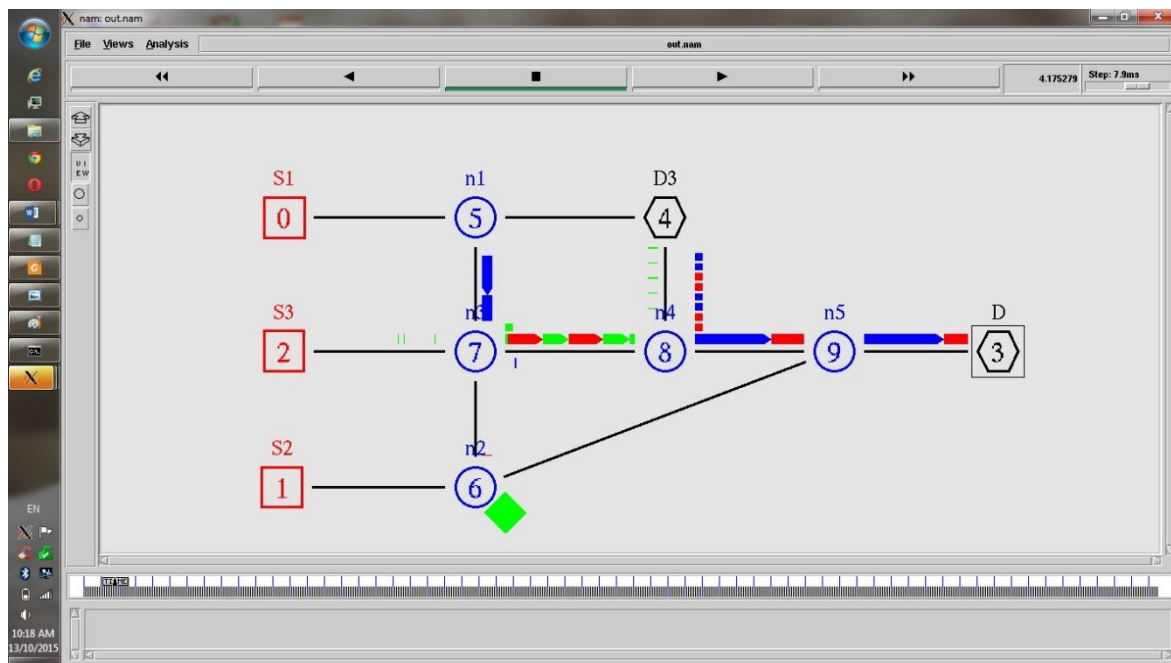 nam: out.nam
File Views Analysis out.nam
4.175279 Step: 7.9ms
VIEW
S1 n1 D3
0 5 4
S3 n3 n4 n5 D
2 7 8 9 3
S2 n2
1 6
TIME
EN
10:18 AM
13/10/2015